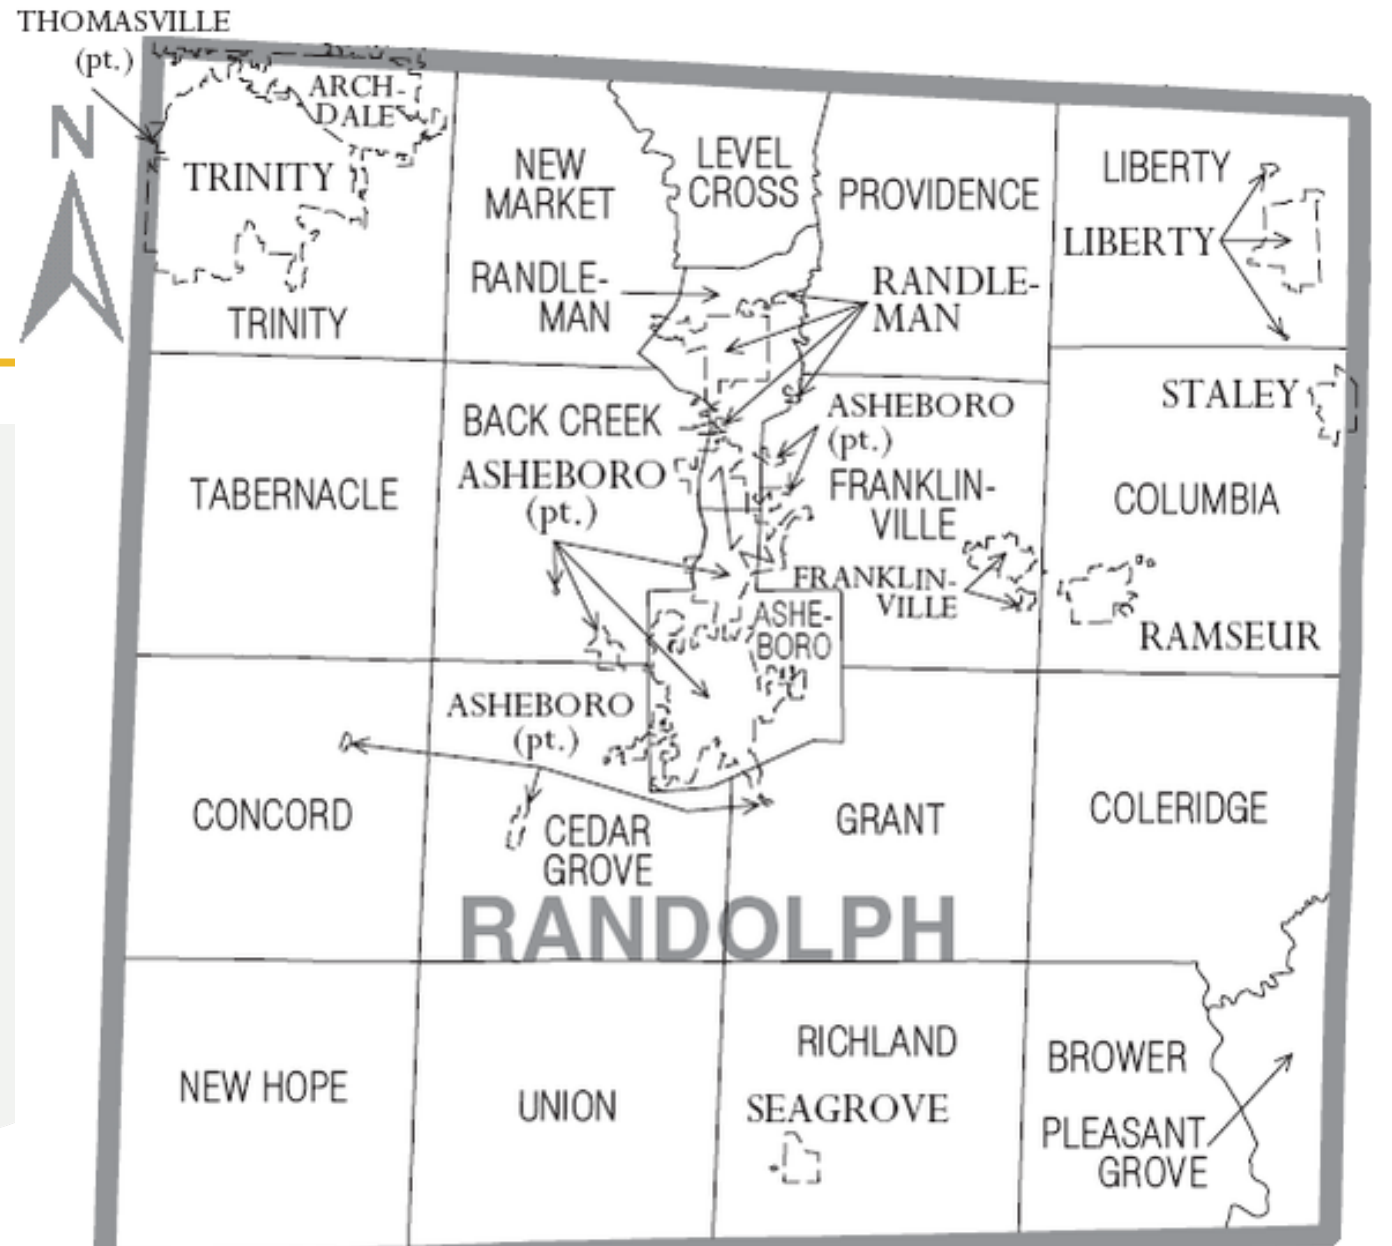 THOMASVILLE
(pt.)
N
ARCH-
DALE
TRINITY
TRINITY
NEW
MARKET
LEVEL
CROSS
PROVIDENCE
LIBERTY
LIBERTY
RANDLE-
MAN
RANDLE-
MAN
STALEY
BACK CREEK
ASHEBORO
(pt.)
ASHEBORO
(pt.)
TABERNACLE
FRANKLIN-
VILLE
COLUMBIA
FRANKLIN-
VILLE
ASHE-
BORO
RAMSEUR
ASHEBORO
(pt.)
CONCORD
CEDAR
GROVE
GRANT
COLERIDGE
RANDOLPH
NEW HOPE
UNION
RICHLAND
SEAGROVE
BROWER
PLEASANT
GROVE